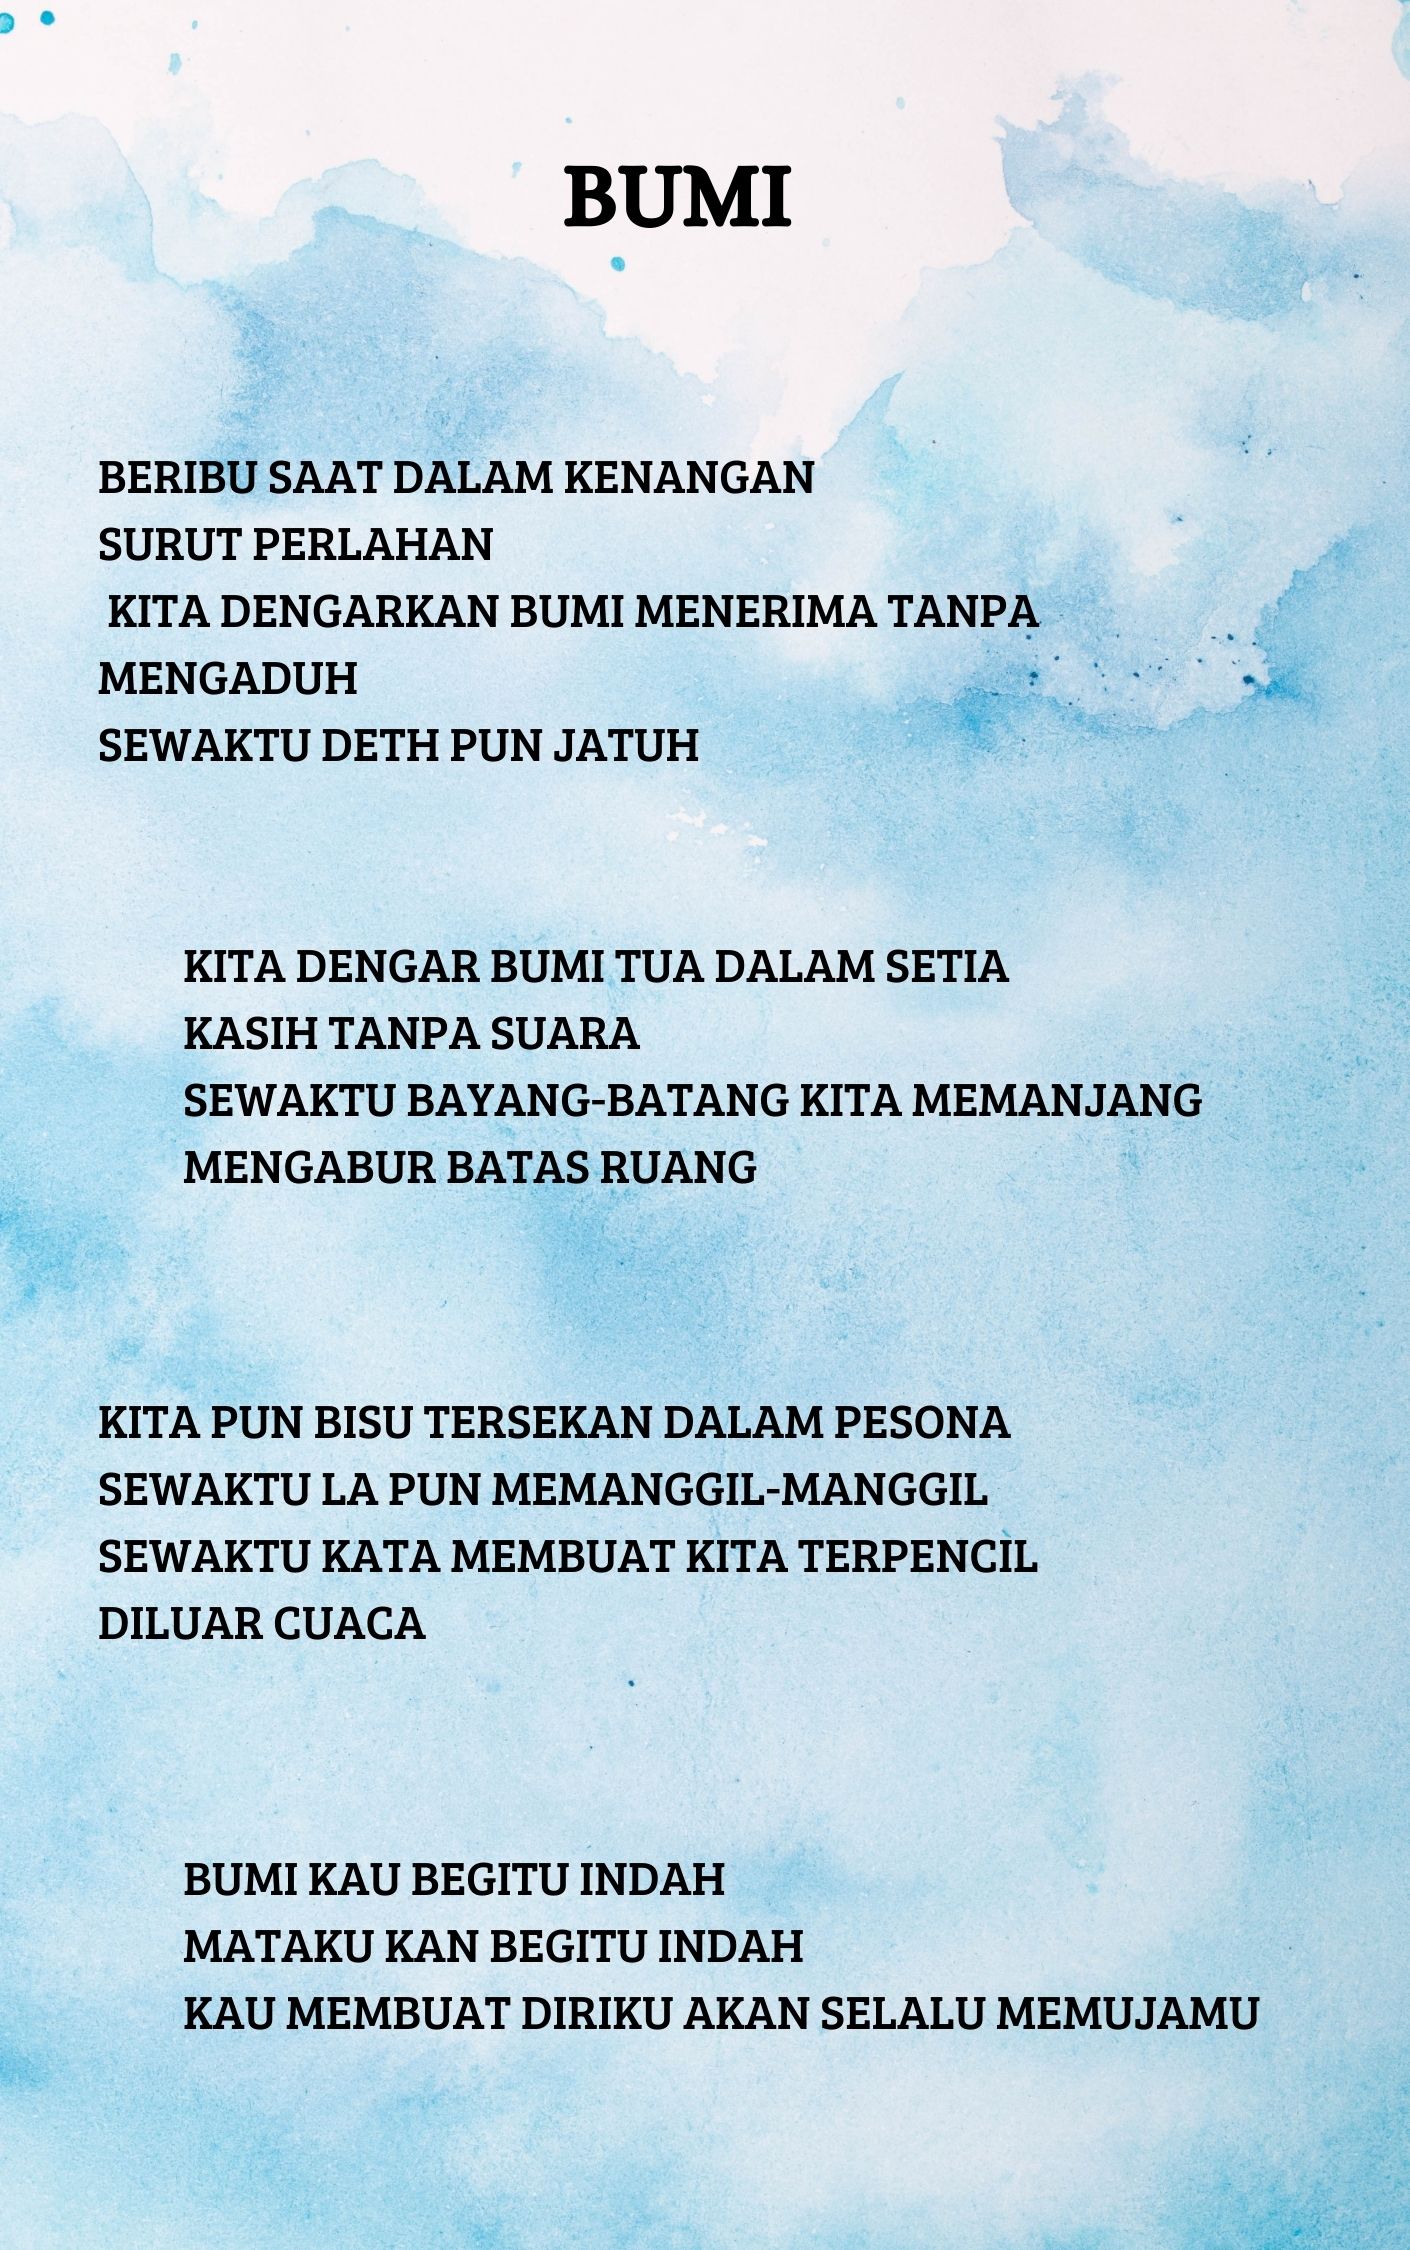 BUMI
BERIBU SAAT DALAM KENANGAN
SURUT PERLAHAN
KITA DENGARKAN BUMI MENERIMA TANPA
MENGADUH
SEWAKTU DETH PUN JATUH
KITA DENGAR BUMI TUA DALAM SETIA
KASIH TANPA SUARA
SEWAKTU BAYANG-BATANG KITA MEMANJANG
MENGABUR BATAS RUANG
KITA PUN BISU TERSEKAN DALAM PESONA
SEWAKTU LA PUN MEMANGGIL-MANGGIL
SEWAKTU KATA MEMBUAT KITA TERPENCIL
DILUAR CUACA
BUMI KAU BEGITU INDAH
MATAKU KAN BEGITU INDAH
KAU MEMBUAT DIRIKU AKAN SELALU MEMUJAMU